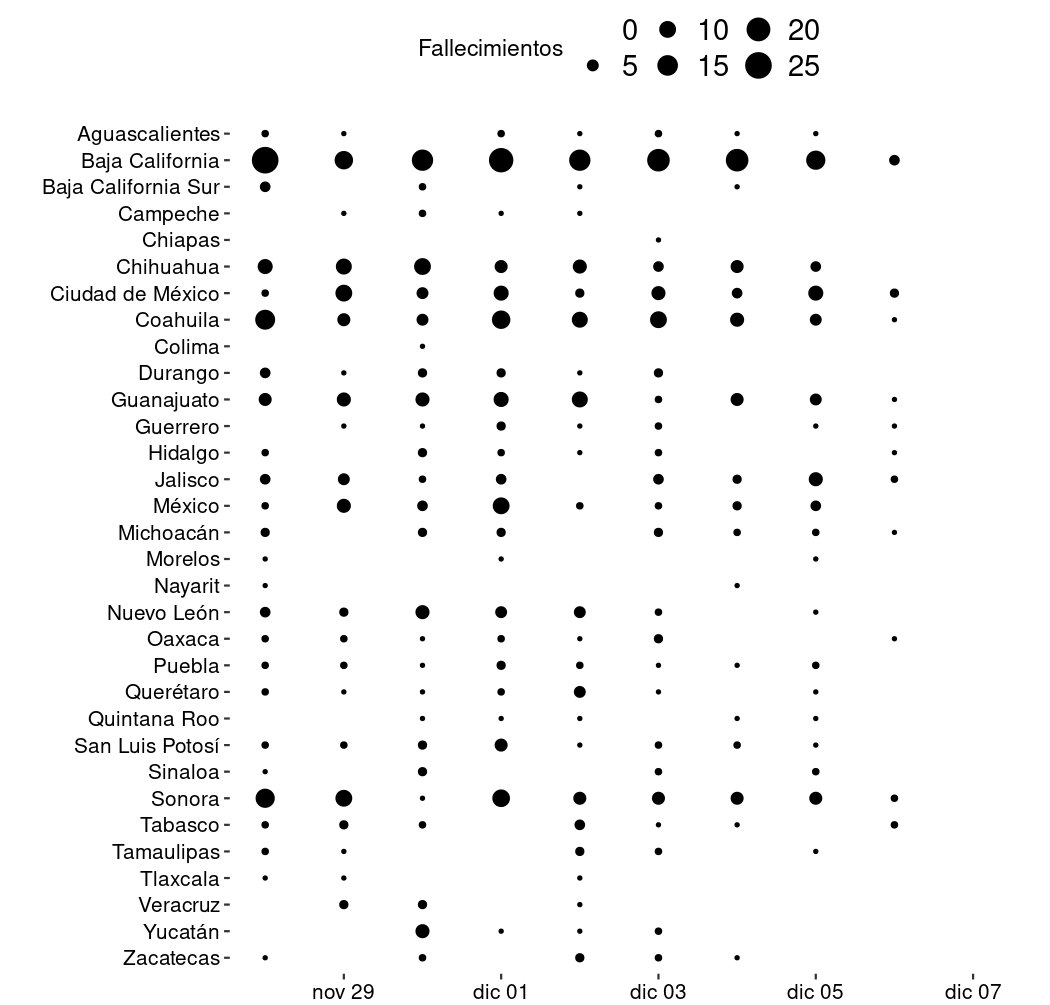 Fallecimientos
0 10 20
5 15 25
Aguascalientes
Baja California
Baja California Sur
Campeche
Chiapas
Chihuahua
Ciudad de México
Coahuila
Colima
Durango
Guanajuato
Guerrero
Hidalgo
Jalisco
México
Michoacán
Morelos
Nayarit
Nuevo León
Oaxaca
Puebla
Querétaro
Quintana Roo
San Luis Potosí
Sinaloa
Sonora
Tabasco
Tamaulipas
Tlaxcala
Veracruz
Yucatán
Zacatecas
nov 29 dic 01 dic 03 dic 05 dic 07